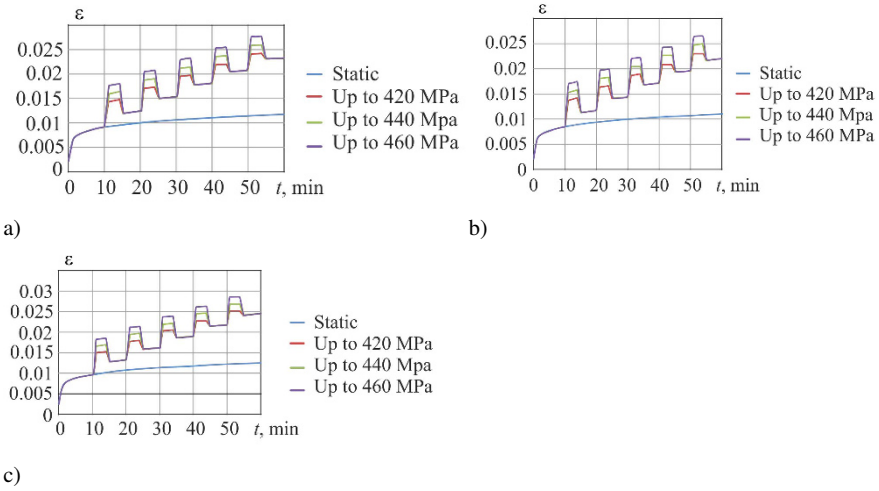 ε
0.025
0.02
0.015
0.01
0.005
0
0 10 20 30 40 50 t, min
Static
Up to 420 MPa
Up to 440 Mpa
Up to 460 MPa
a)
ε
0.03
0.025
0.02
0.015
0.01
0.005
0
0 10 20 30 40 50 t, min
Static
Up to 420 MPa
Up to 440 Mpa
Up to 460 MPa
b)
ε
0.03
0.025
0.02
0.015
0.01
0.005
0
0 10 20 30 40 50 t, min
Static
Up to 420 MPa
Up to 440 Mpa
Up to 460 MPa
c)